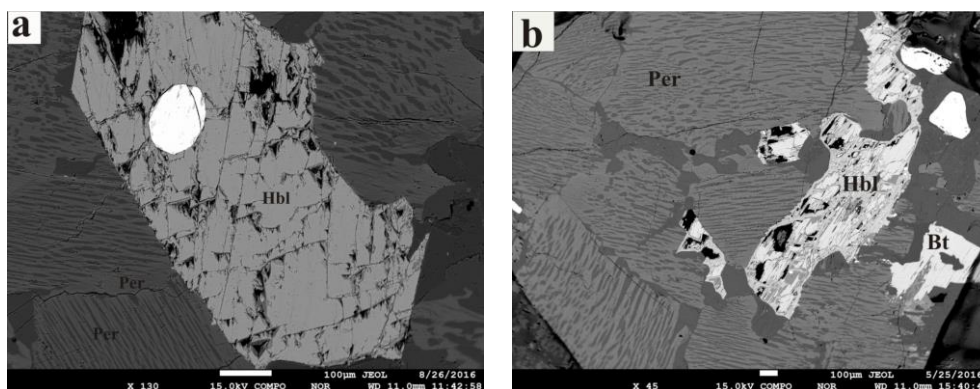 a
Hbl
Per
Per
100µm JEOL 8/26/2016
X 130 15.0kV COMPO NOR WD 11.0mm 11:42:58
b
Per
Hbl
Bt
100µm JEOL 5/25/201
X 45 15.0kV COMPO NOR WD 11.0mm